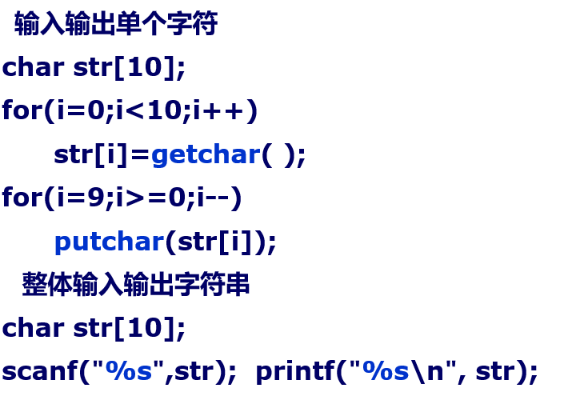 输入输出单个字符
char str[10];
for(i=0;i<10;i++)
str[i]=getchar( );
for(i=9;i>=0;i--)
putchar(str[i]);
整体输入输出字符串
char str[10];
scanf("%s",str);  printf("%s\n", str);